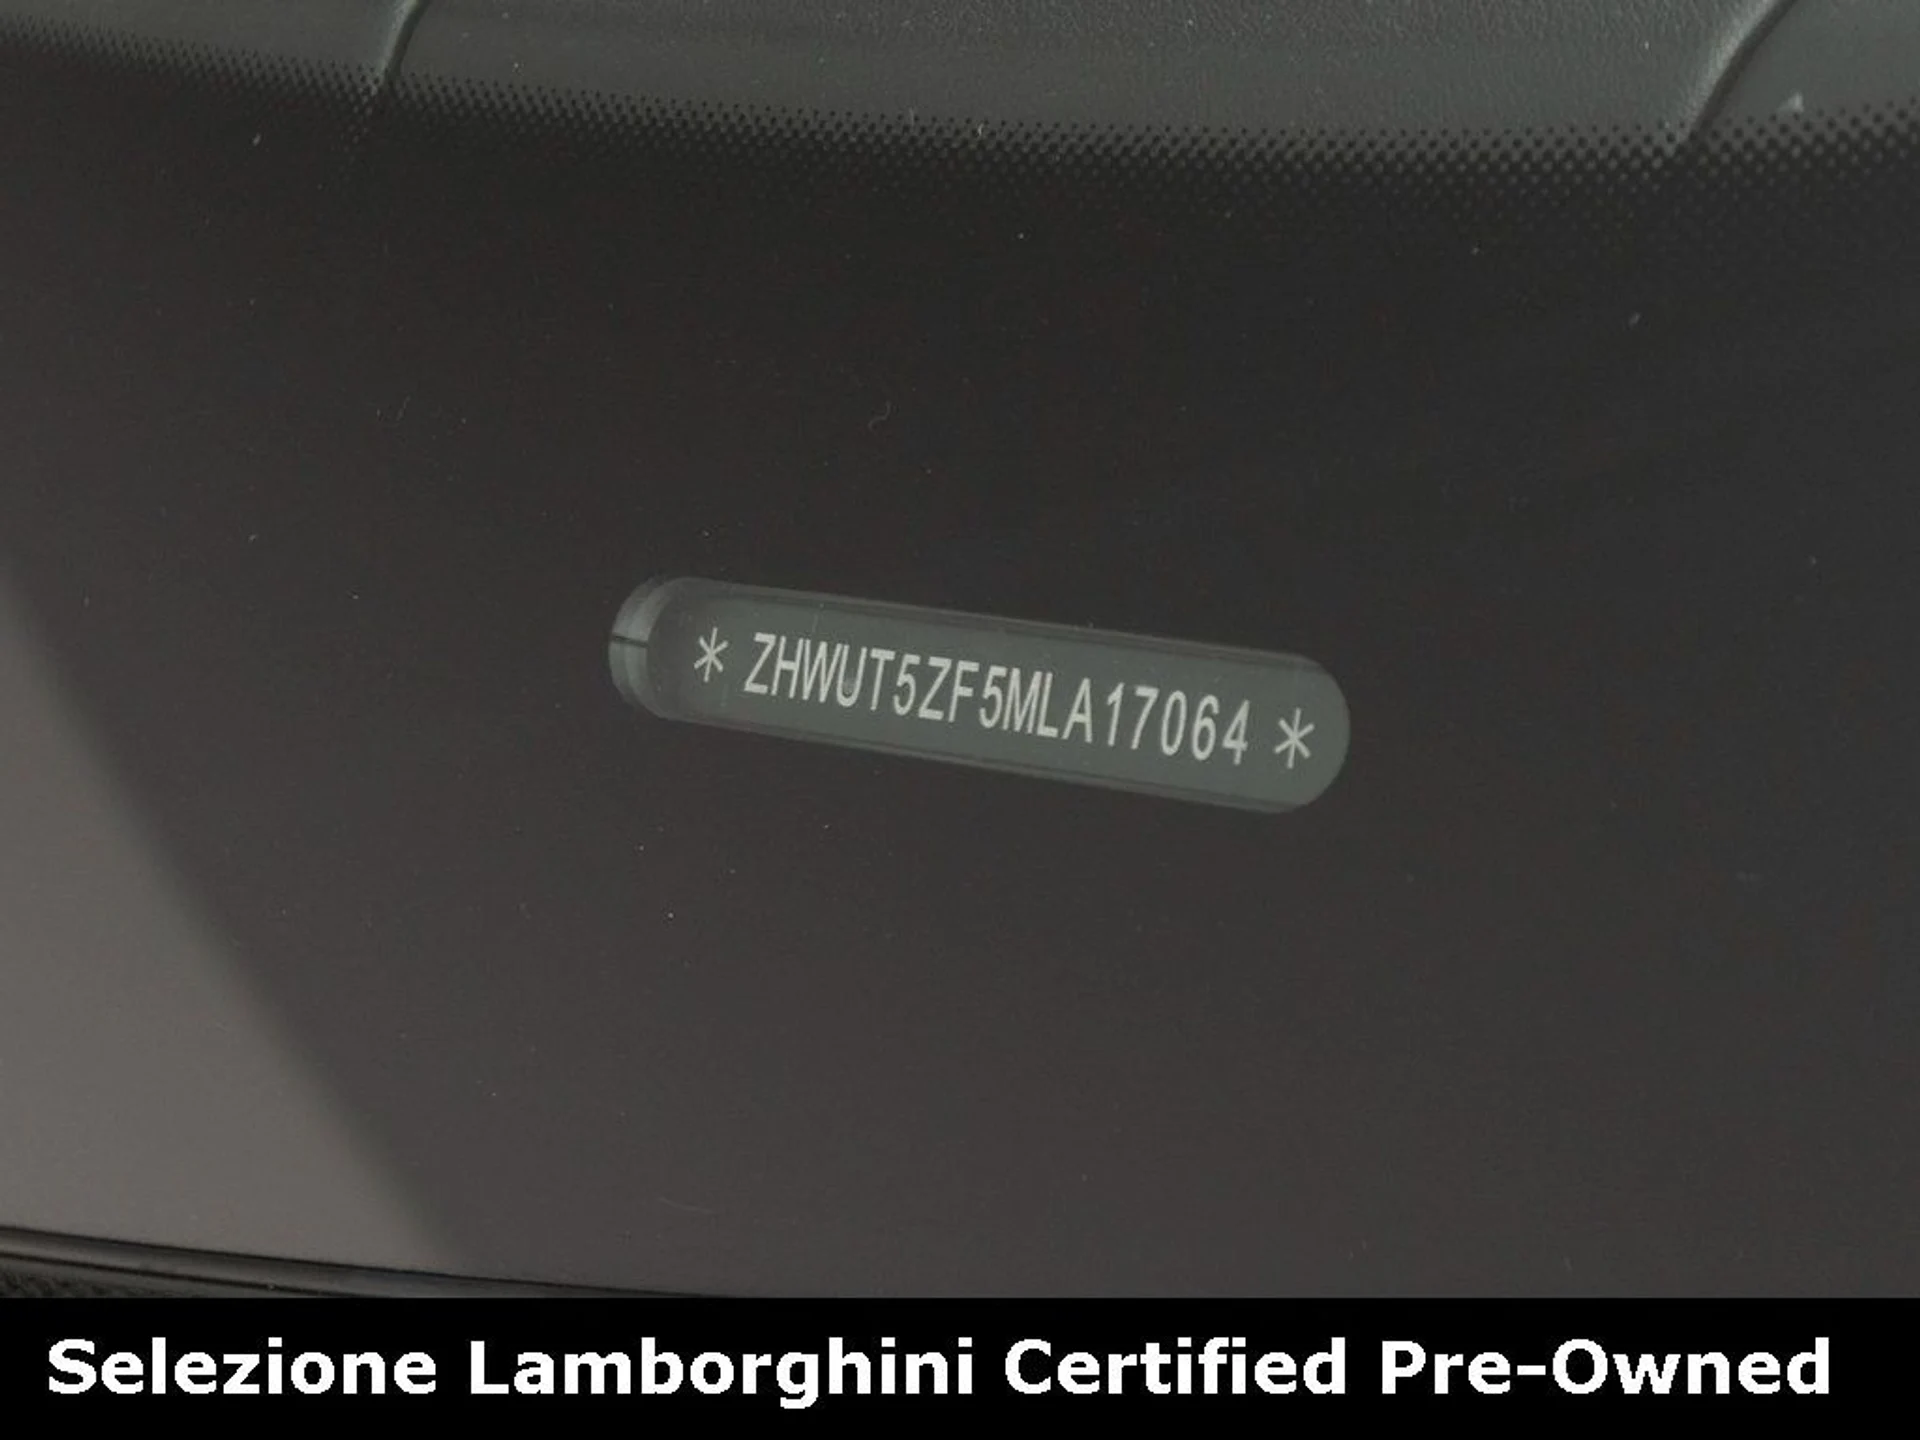 * ZHWUT5ZF5MLA17064 *
Selezione Lamborghini Certified Pre-Owned